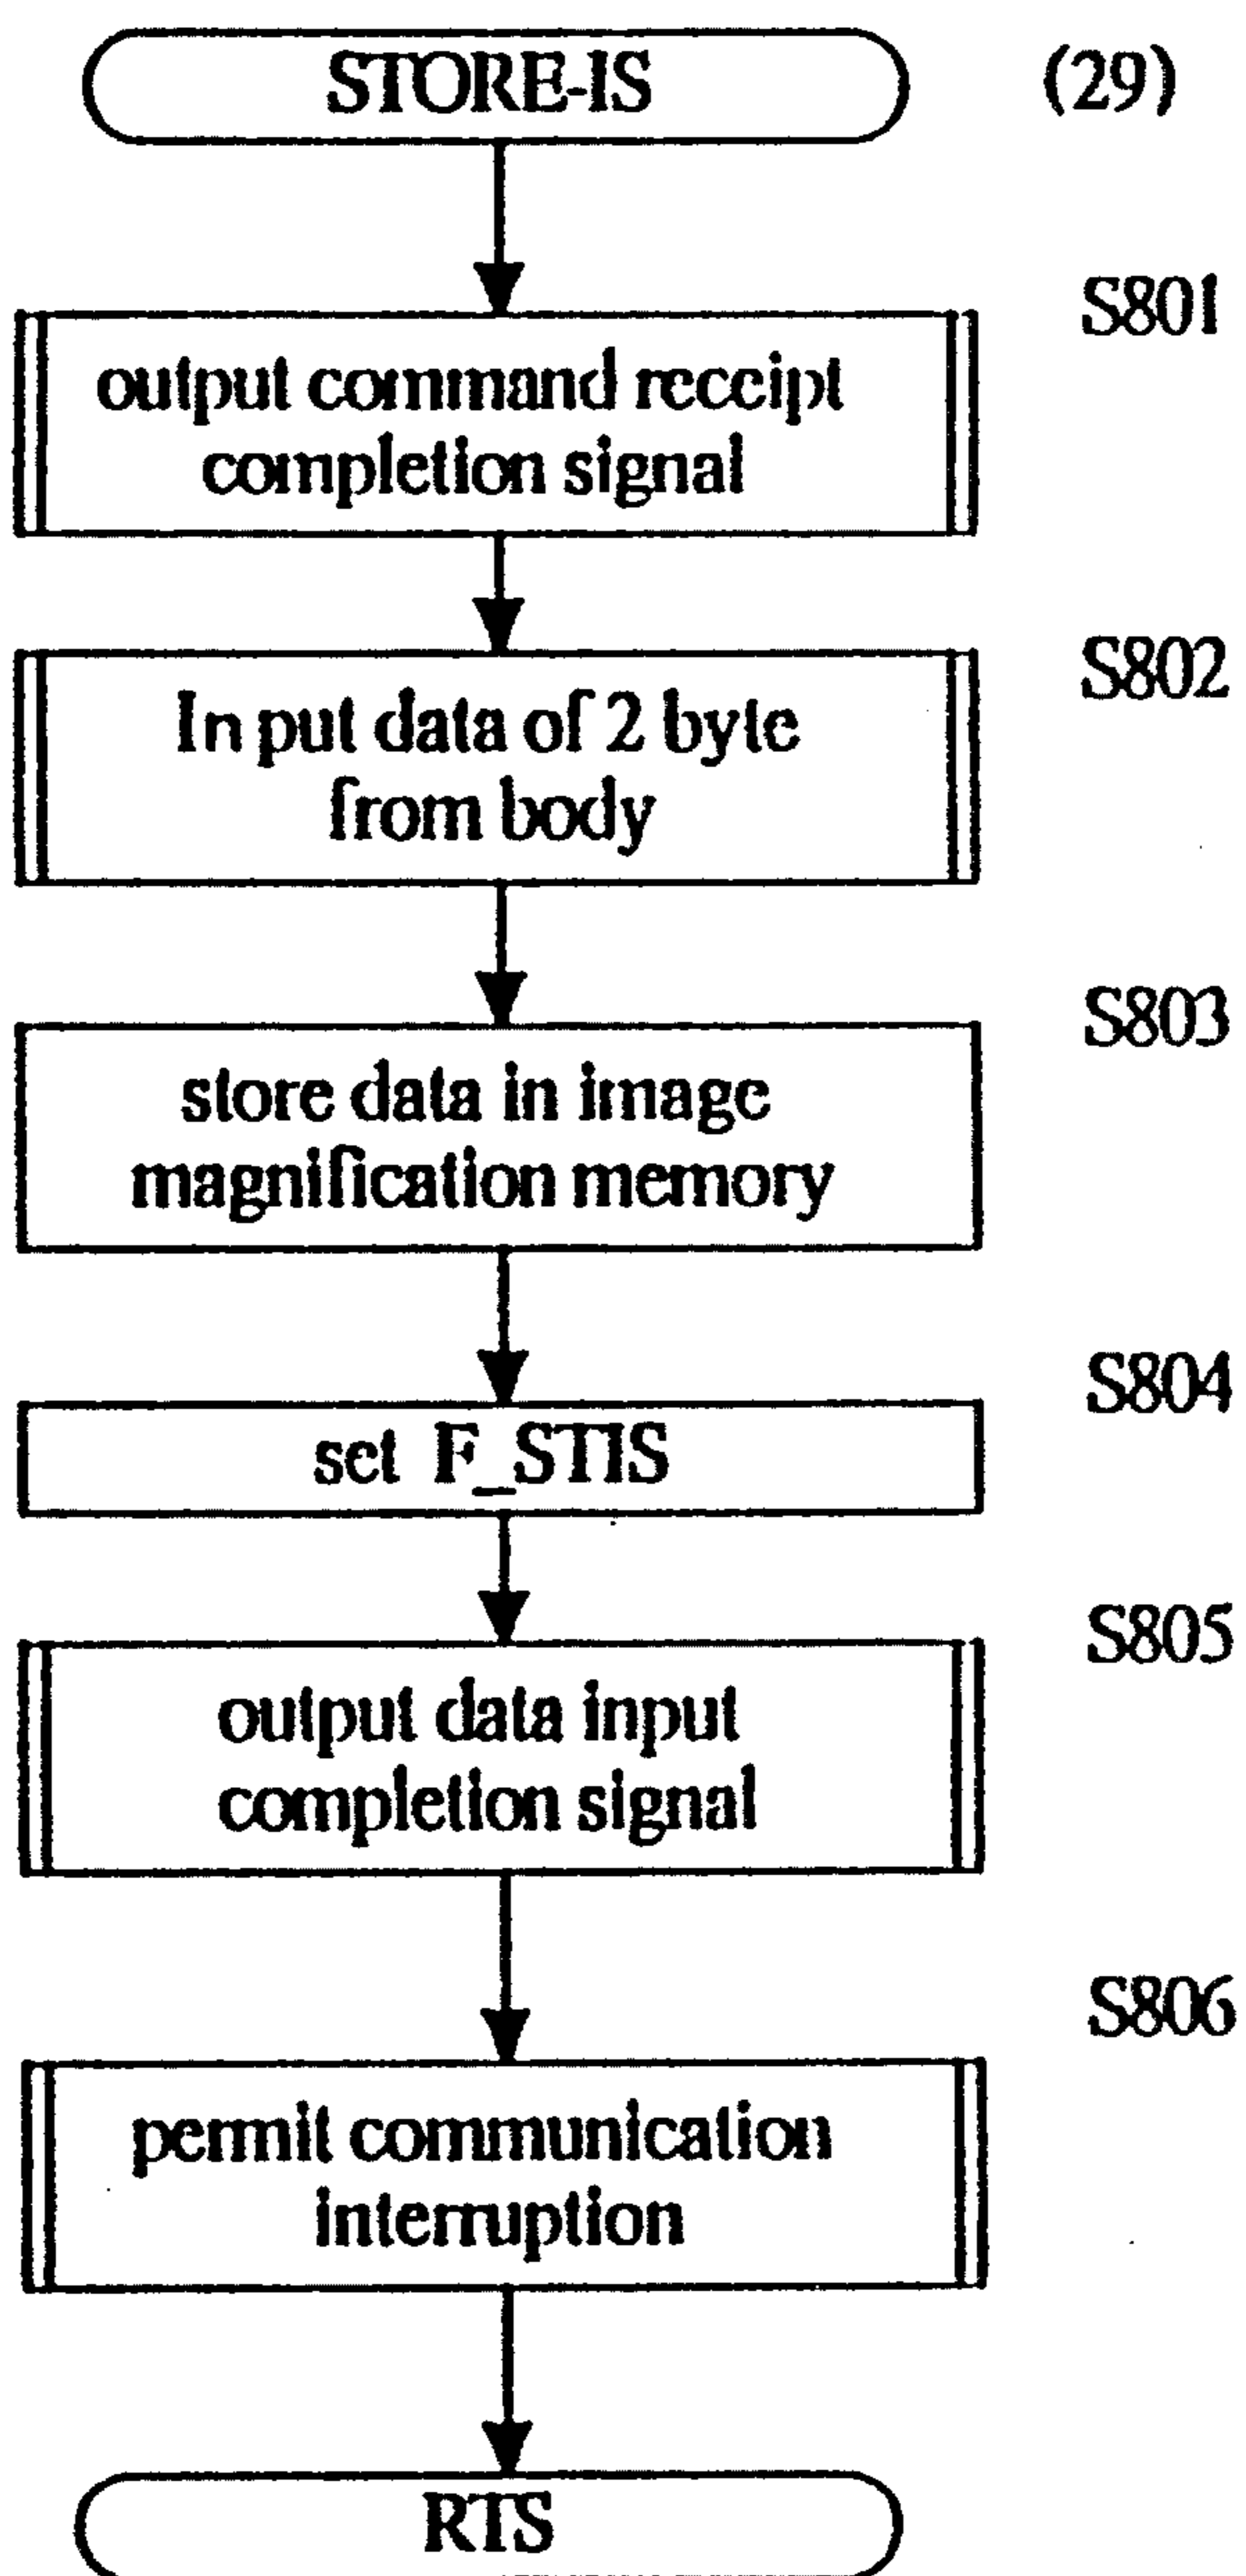 STORE-IS (29)
S801
output command receipt
completion signal
S802
In put data of 2 byte
from body
S803
store data in image
magnification memory
S804
set F_STIS
S805
output data input
completion signal
S806
permit communication
interruption
RTS